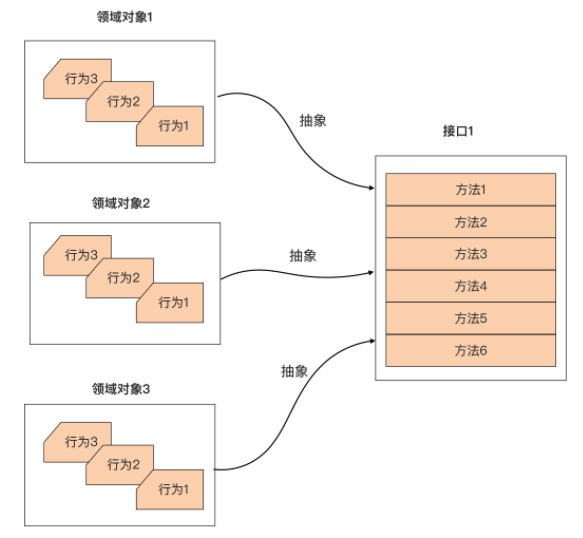 领域对象1
行为3
行为2
行为1
抽象
领域对象2
行为3
行为2
行为1
抽象
领域对象3
行为3
行为2
行为1
抽象
接口1
方法1
方法2
方法3
方法4
方法5
方法6